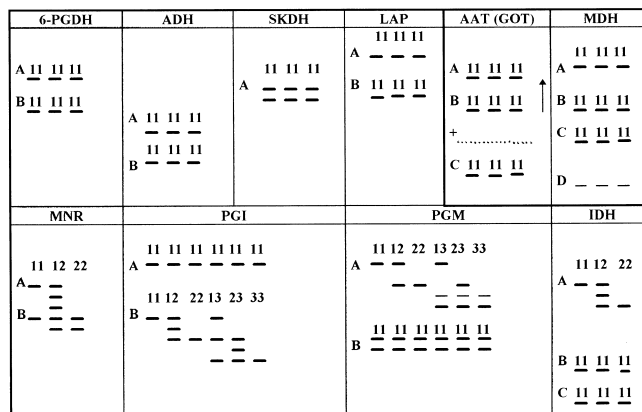 6-PGDH
A 11 11 11
B 11 11 11
ADH
A 11 11 11
11 11 11
B
SKDH
11 11 11
A
LAP
11 11 11
A
B 11 11 11
AAT (GOT)
A 11 11 11
B 11 11 11
+
C 11 11 11
MDH
11 11 11
A
B 11 11 11
C 11 11 11
D
MNR
11 12 22
A
B
PGI
11 11 11 11 11 11
A
11 12 22 13 23 33
B
PGM
11 12 22 13 23 33
A
11 11 11 11 11 11
B
IDH
11 12 22
A
B 11 11 11
C 11 11 11